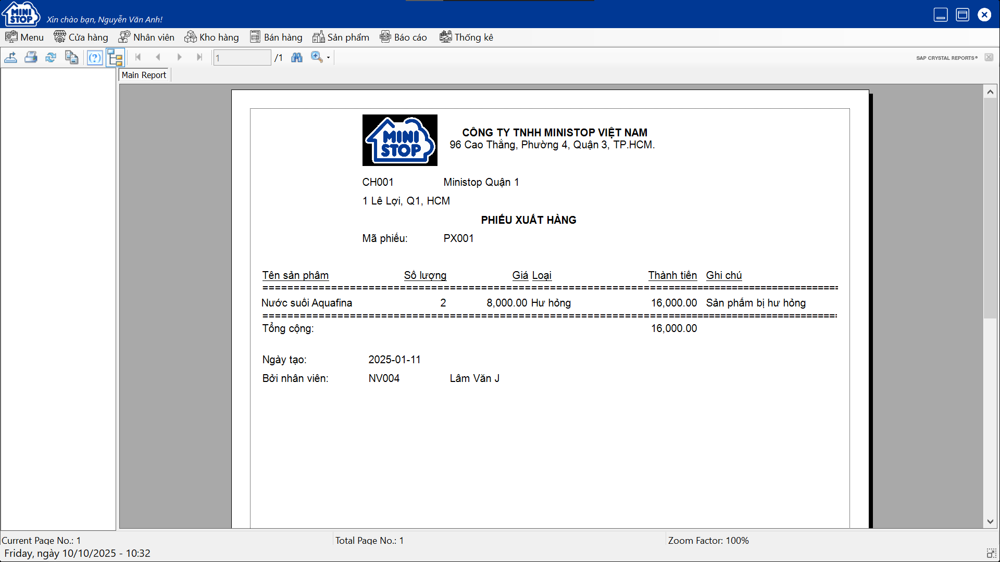 MINI STOP
Xin chào bạn, Nguyễn Văn Anh!
Menu Cửa hàng Nhân viên Kho hàng Bán hàng Sản phẩm Báo cáo Thống kê
1 /1 SAP CRYSTAL REPORTS®
Main Report
MINI STOP
CÔNG TY TNHH MINISTOP VIỆT NAM
96 Cao Thắng, Phường 4, Quận 3, TP.HCM.
CH001 Ministop Quận 1
1 Lê Lợi, Q1, HCM
PHIẾU XUẤT HÀNG
Mã phiếu: PX001
Tên sản phẩm Số lượng Giá Loại Thành tiền Ghi chú
Nước suối Aquafina 2 8,000.00 Hư hỏng 16,000.00 Sản phẩm bị hư hỏng
Tổng cộng: 16,000.00
Ngày tạo: 2025-01-11
Bởi nhân viên: NV004 Lâm Văn J
Current Page No.: 1 Total Page No.: 1 Zoom Factor: 100%
Friday, ngày 10/10/2025 - 10:32